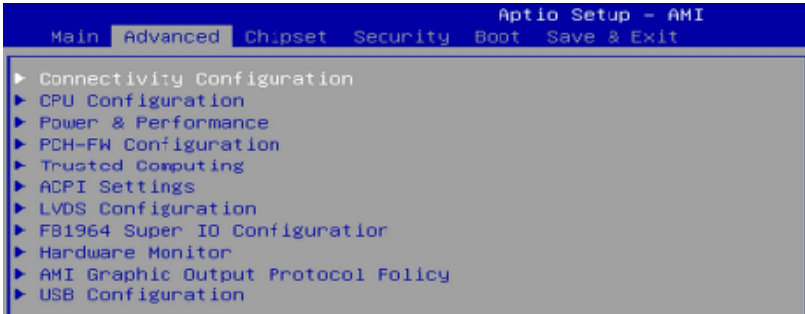 Aptio Setup – AMI
Main Advanced Chipset Security Boot Save & Exit
Connectivity Configuration
CPU Configuration
Power & Performance
PCH-FW Configuration
Trusted Computing
ACPI Settings
LVDS Configuration
F81964 Super IO Configuration
Hardware Monitor
AMI Graphic Output Protocol Policy
USB Configuration